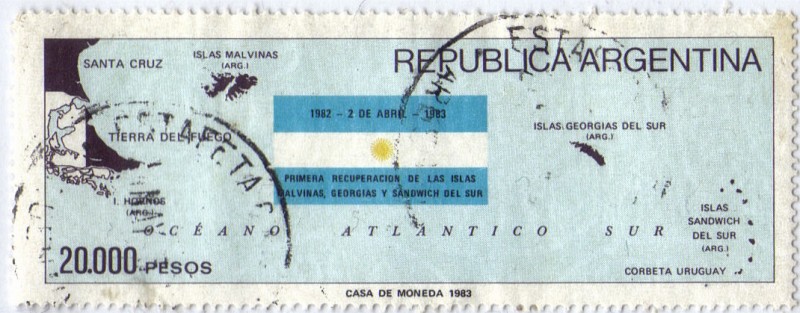 REPUBLICA ARGENTINA
SANTA CRUZ
ISLAS MALVINAS
(ARG.)
1982 - 2 DE ABRIL - 1983
TIERRA DEL FUEGO
ISLAS GEORGIAS DEL SUR
(ARG.)
PRIMERA RECUPERACION DE LAS ISLAS
MALVINAS, GEORGIAS Y SANDWICH DEL SUR
I. HORNOS
(ARG.)
ISLAS
SANDWICH
DEL SUR
(ARG.)
OCÉANO ATLÁNTICO SUR
20.000 PESOS
CORBETA URUGUAY
CASA DE MONEDA 1983
ESTAFETA